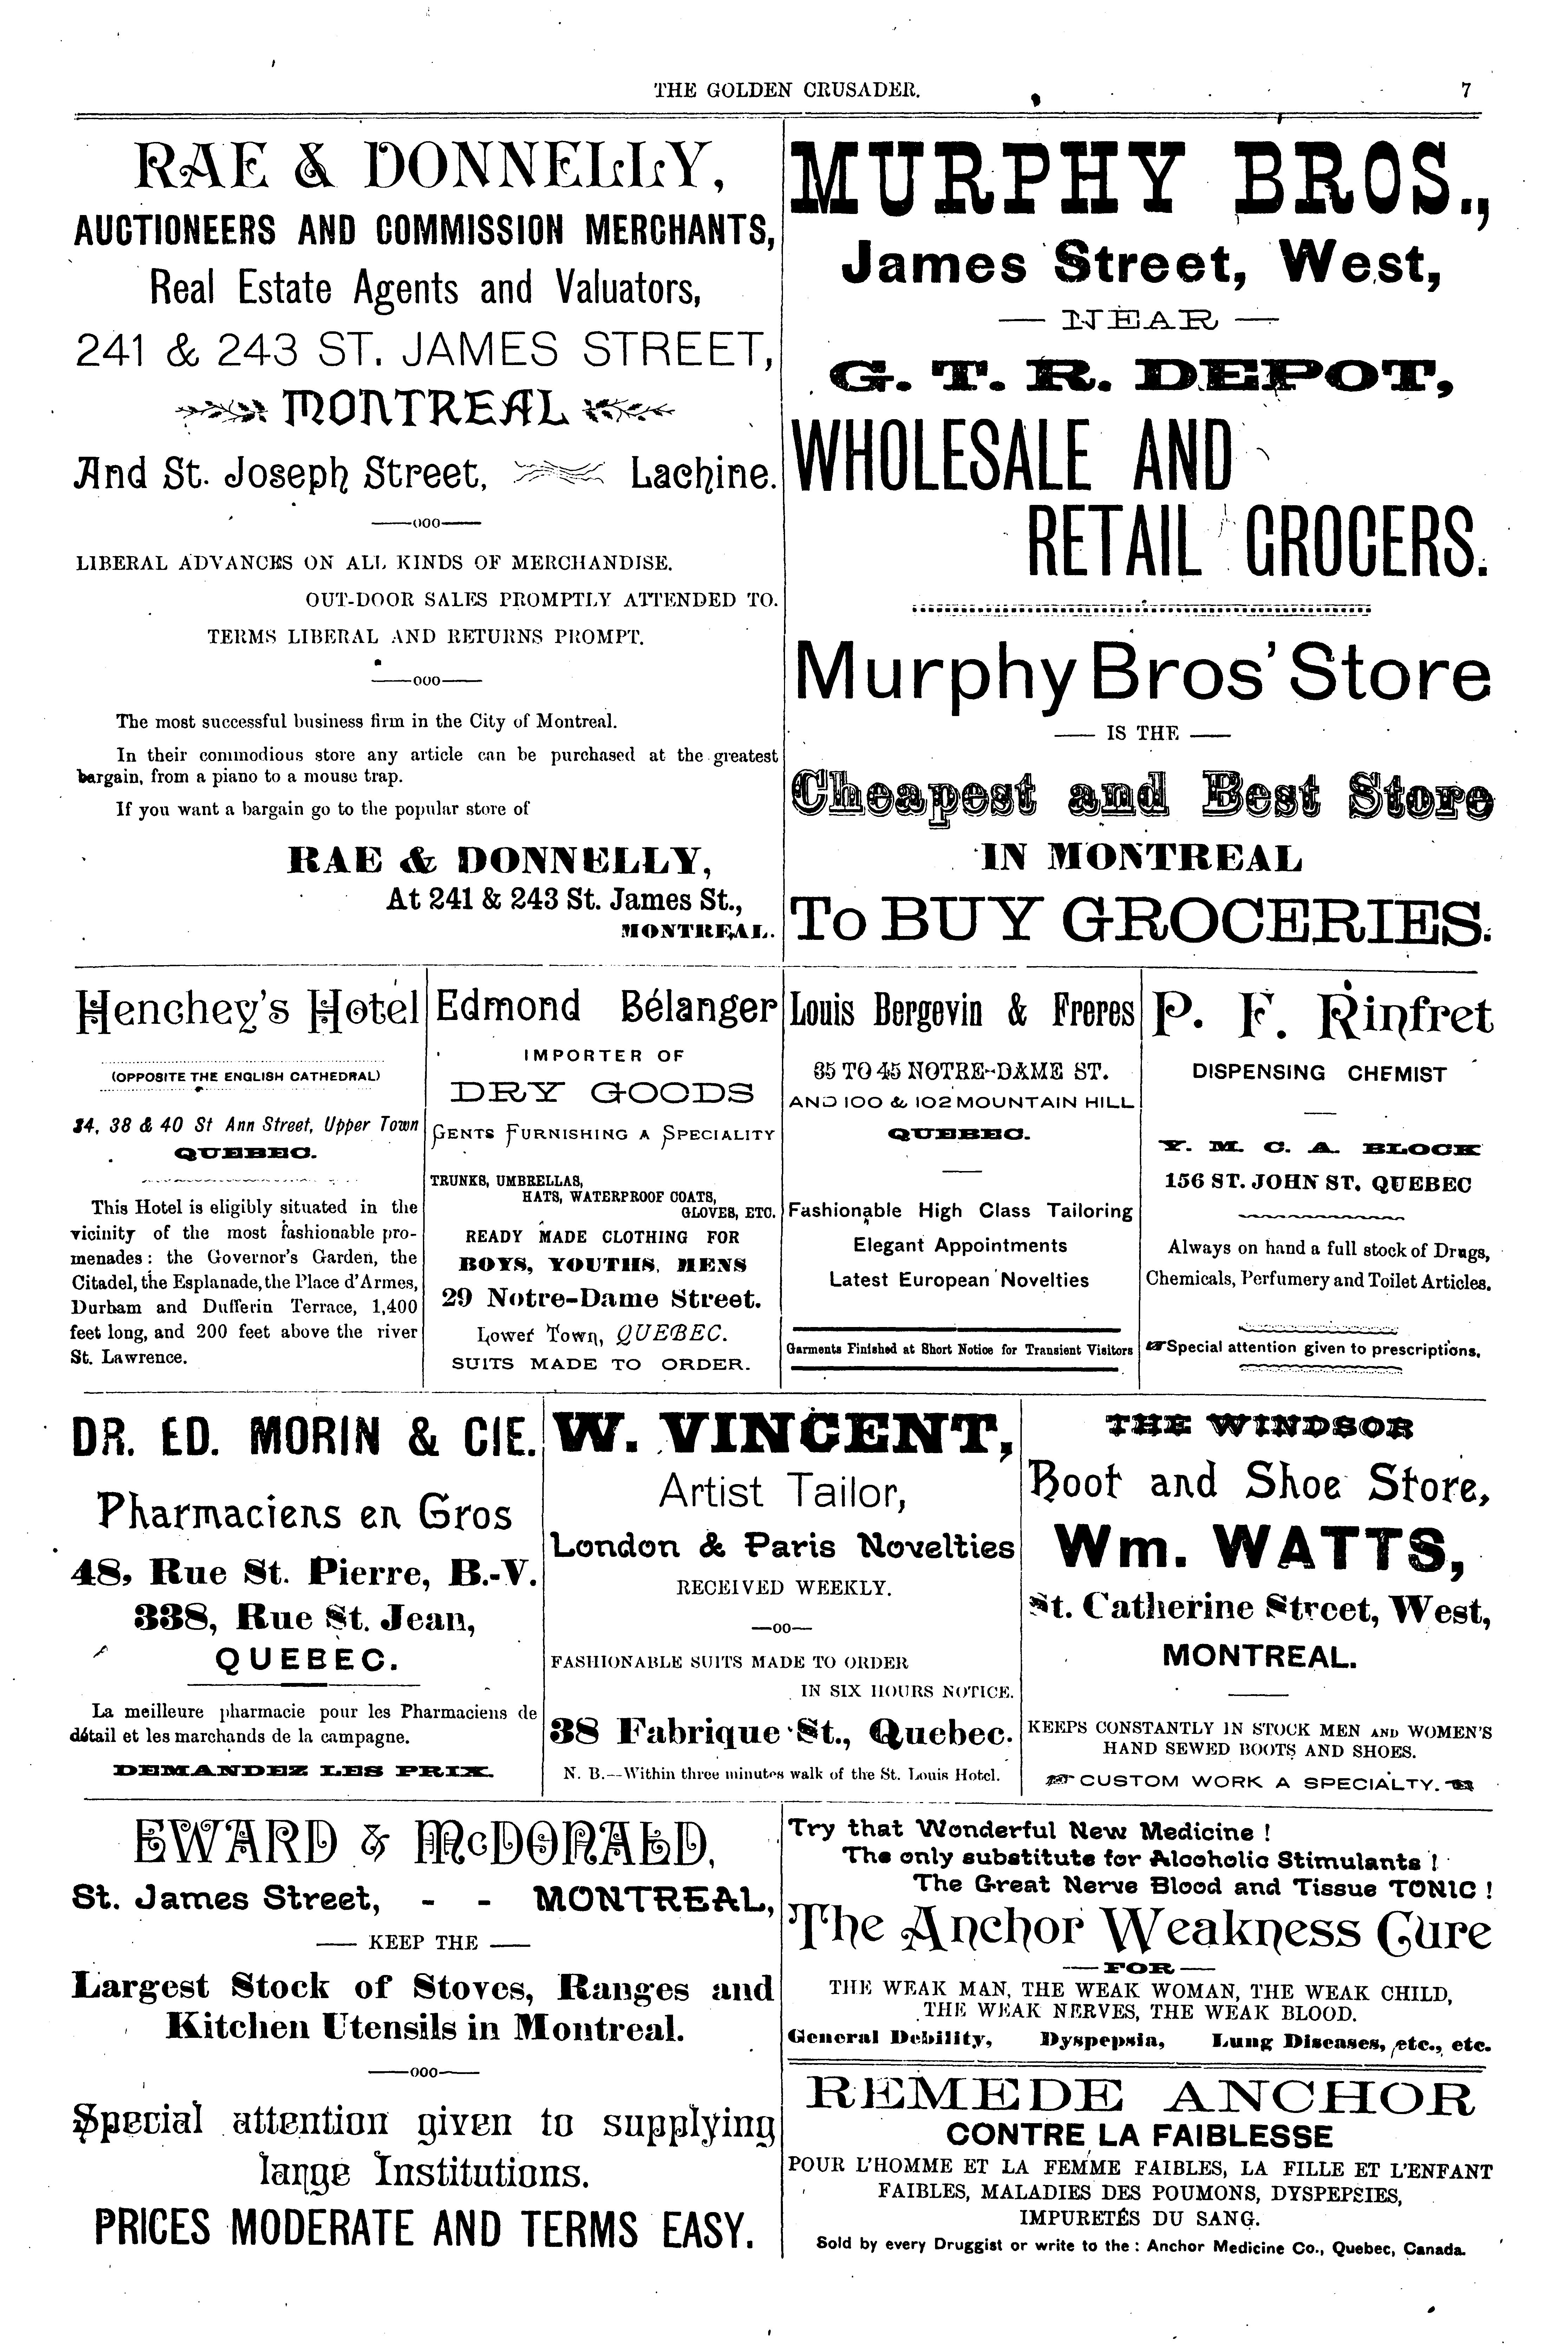 THE GOLDEN CRUSADER. 7
RAE & DONNELLY,
AUCTIONEERS AND COMMISSION MERCHANTS,
Real Estate Agents and Valuators,
241 & 243 ST. JAMES STREET,
MONTREAL
And St. Joseph Street, Lachine.
——ooo——
LIBERAL ADVANCES ON ALL KINDS OF MERCHANDISE.
OUT-DOOR SALES PROMPTLY ATTENDED TO.
TERMS LIBERAL AND RETURNS PROMPT.
——ooo——
The most successful business firm in the City of Montreal.
In their commodious store any article can be purchased at the greatest
bargain, from a piano to a mouse trap.
If you want a bargain go to the popular store of
RAE & DONNELLY,
At 241 & 243 St. James St.,
MONTREAL.
MURPHY BROS.,
James Street, West,
— NEAR —
G. T. R. DEPOT,
WHOLESALE AND
RETAIL GROCERS.
Murphy Bros' Store
— IS THE —
Cheapest and Best Store
IN MONTREAL
To BUY GROCERIES.
Henchey's Hotel
(OPPOSITE THE ENGLISH CATHEDRAL)
34, 38 & 40 St Ann Street, Upper Town
QUEBEC.
This Hotel is eligibly situated in the
vicinity of the most fashionable pro-
menades: the Governor's Garden, the
Citadel, the Esplanade, the Place d'Armes,
Durham and Dufferin Terrace, 1,400
feet long, and 200 feet above the river
St. Lawrence.
Edmond Bélanger
IMPORTER OF
DRY GOODS
GENTS FURNISHING A SPECIALITY
TRUNKS, UMBRELLAS,
HATS, WATERPROOF COATS,
GLOVES, ETC.
READY MADE CLOTHING FOR
BOYS, YOUTHS, MENS
29 Notre-Dame Street.
Lower Town, QUEBEC.
SUITS MADE TO ORDER.
Louis Bergevin & Freres
35 TO 45 NOTRE-DAME ST.
AND 100 & 102 MOUNTAIN HILL
QUEBEC.
Fashionable High Class Tailoring
Elegant Appointments
Latest European Novelties
Garments Finished at Short Notice for Transient Visitors
P. F. Rinfret
DISPENSING CHEMIST
Y. M. C. A. BLOCK
156 ST. JOHN ST. QUEBEC
Always on hand a full stock of Drugs,
Chemicals, Perfumery and Toilet Articles.
☞Special attention given to prescriptions.
DR. ED. MORIN & CIE.
Pharmaciens en Gros
48, Rue St. Pierre, B.-V.
338, Rue St. Jean,
QUEBEC.
La meilleure pharmacie pour les Pharmaciens de
détail et les marchands de la campagne.
DEMANDEZ LES PRIX.
W. VINCENT,
Artist Tailor,
London & Paris Novelties
RECEIVED WEEKLY.
—oo—
FASHIONABLE SUITS MADE TO ORDER
IN SIX HOURS NOTICE.
38 Fabrique St., Quebec.
N. B.—Within three minutes walk of the St. Louis Hotel.
THE WINDSOR
Boot and Shoe Store,
Wm. WATTS,
St. Catherine Street, West,
MONTREAL.
KEEPS CONSTANTLY IN STOCK MEN AND WOMEN'S
HAND SEWED BOOTS AND SHOES.
☞ CUSTOM WORK A SPECIALTY. ☜
EWARD & McDONALD,
St. James Street, - - MONTREAL,
— KEEP THE —
Largest Stock of Stoves, Ranges and
Kitchen Utensils in Montreal.
——ooo——
Special attention given to supplying
large Institutions.
PRICES MODERATE AND TERMS EASY.
Try that Wonderful New Medicine!
The only substitute for Alcoholic Stimulants!
The Great Nerve Blood and Tissue TONIC!
The Anchor Weakness Cure
—FOR—
THE WEAK MAN, THE WEAK WOMAN, THE WEAK CHILD,
THE WEAK NERVES, THE WEAK BLOOD.
General Debility, Dyspepsia, Lung Diseases, etc., etc.
REMEDE ANCHOR
CONTRE LA FAIBLESSE
POUR L'HOMME ET LA FEMME FAIBLES, LA FILLE ET L'ENFANT
FAIBLES, MALADIES DES POUMONS, DYSPEPSIES,
IMPURETÉS DU SANG.
Sold by every Druggist or write to the: Anchor Medicine Co., Quebec, Canada.